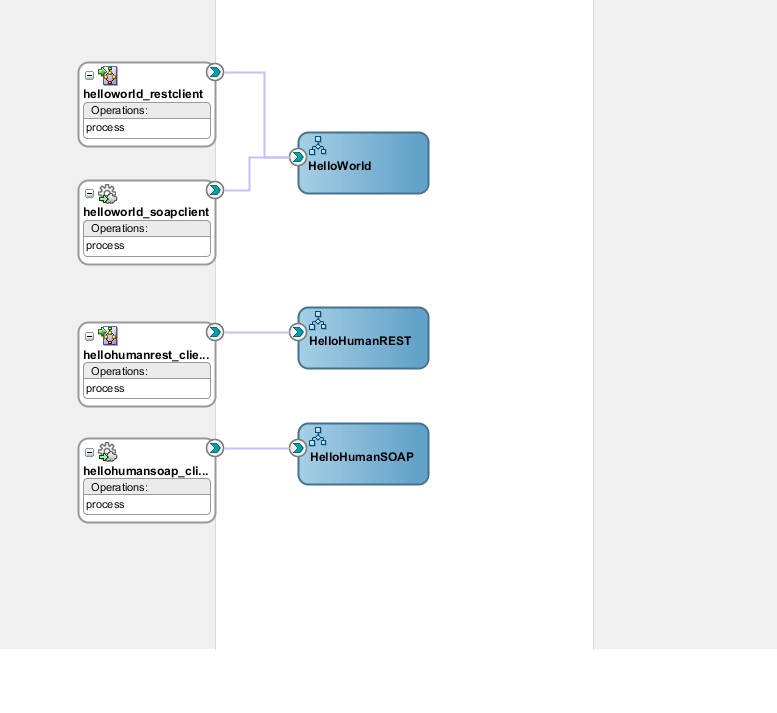 helloworld_restclient
Operations:
process
HelloWorld
helloworld_soapclient
Operations:
process
hellohumanrest_clie...
Operations:
process
HelloHumanREST
hellohumansoap_cli...
Operations:
process
HelloHumanSOAP